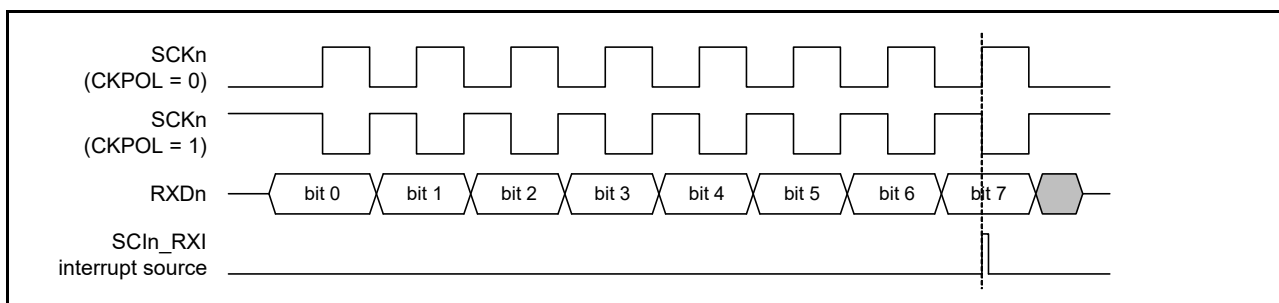 SCKn
(CKPOL = 0)
SCKn
(CKPOL = 1)
RXDn
bit 0 bit 1 bit 2 bit 3 bit 4 bit 5 bit 6 bit 7
SCIn_RXI
interrupt source